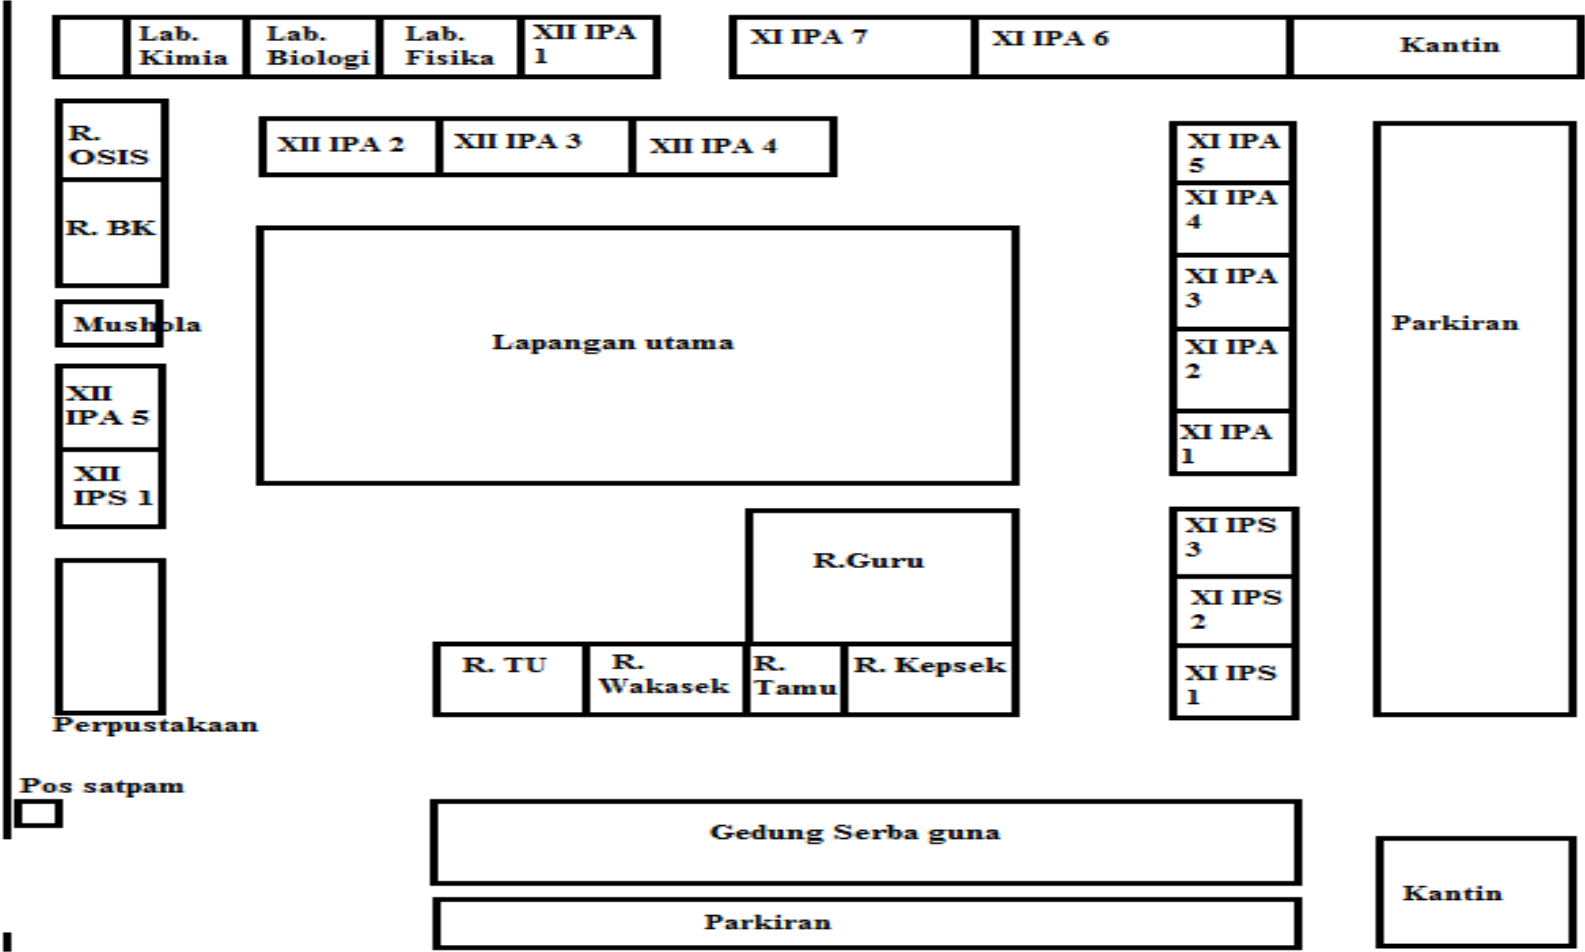 Lab.
Kimia
Lab.
Biologi
Lab.
Fisika
XII IPA
1
XI IPA 7
XI IPA 6
Kantin
R.
OSIS
XII IPA 2
XII IPA 3
XII IPA 4
XI IPA
5
XI IPA
4
R. BK
XI IPA
3
Mushola
Lapangan utama
Parkiran
XI IPA
2
XII
IPA 5
XI IPA
1
XII
IPS 1
XI IPS
3
R.Guru
XI IPS
2
R. TU
R.
Wakasek
R.
Tamu
R. Kepsek
XI IPS
1
Perpustakaan
Pos satpam
Gedung Serba guna
Kantin
Parkiran